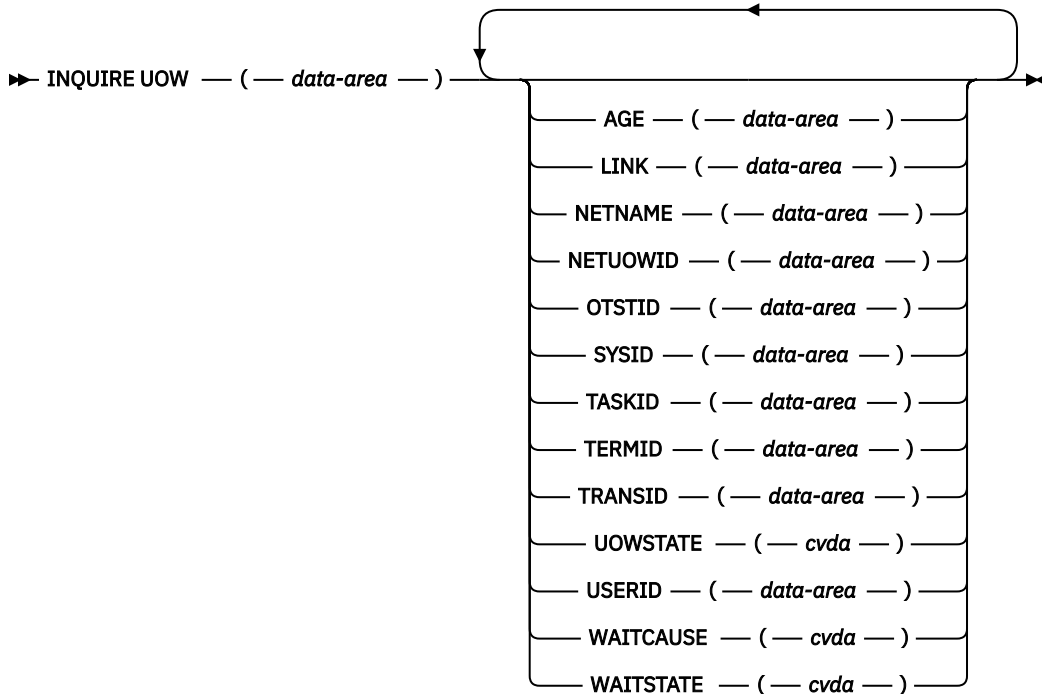 INQUIRE UOW ( data-area )
AGE ( data-area )
LINK ( data-area )
NETNAME ( data-area )
NETUOWID ( data-area )
OTSTID ( data-area )
SYSID ( data-area )
TASKID ( data-area )
TERMID ( data-area )
TRANSID ( data-area )
UOWSTATE ( cvda )
USERID ( data-area )
WAITCAUSE ( cvda )
WAITSTATE ( cvda )